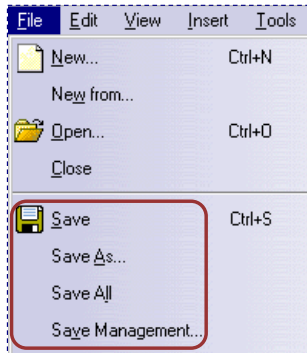 File Edit View Insert Tools
New... Ctrl+N
New from...
Open... Ctrl+O
Close
Save Ctrl+S
Save As...
Save All
Save Management...